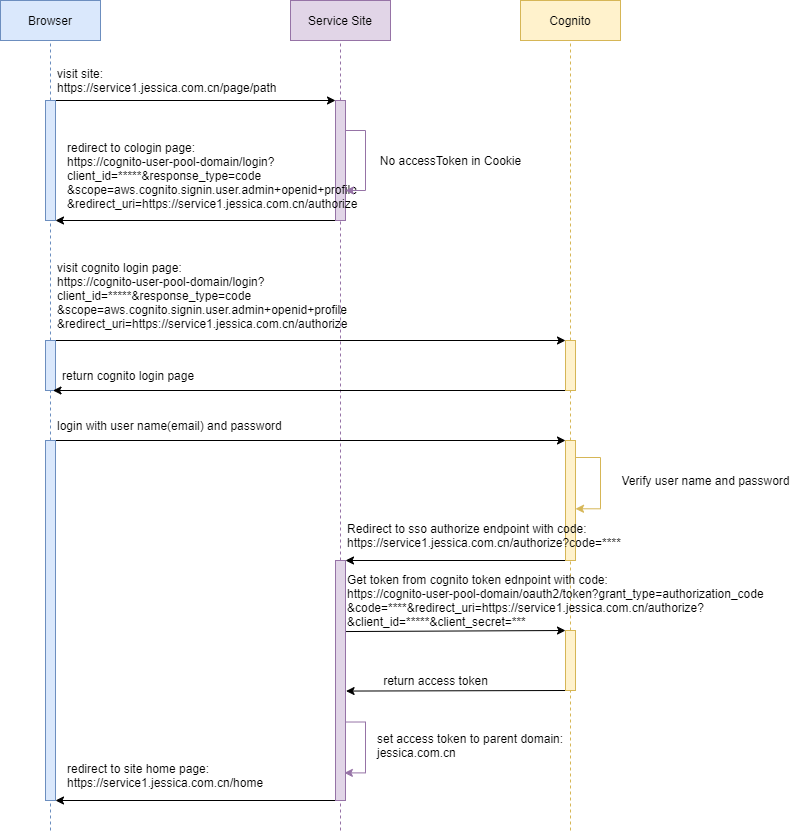 Browser
Service Site
Cognito
visit site:
https://service1.jessica.com.cn/page/path
redirect to cologin page:
https://cognito-user-pool-domain/login?
client_id=*****&response_type=code
&scope=aws.cognito.signin.user.admin+openid+profile
&redirect_uri=https://service1.jessica.com.cn/authorize
No accessToken in Cookie
visit cognito login page:
https://cognito-user-pool-domain/login?
client_id=*****&response_type=code
&scope=aws.cognito.signin.user.admin+openid+profile
&redirect_uri=https://service1.jessica.com.cn/authorize
return cognito login page
login with user name(email) and password
Verify user name and password
Redirect to sso authorize endpoint with code:
https://service1.jessica.com.cn/authorize?code=****
Get token from cognito token ednpoint with code:
https://cognito-user-pool-domain/oauth2/token?grant_type=authorization_code
&code=****&redirect_uri=https://service1.jessica.com.cn/authorize?
&client_id=*****&client_secret=***
return access token
set access token to parent domain:
jessica.com.cn
redirect to site home page:
https://service1.jessica.com.cn/home